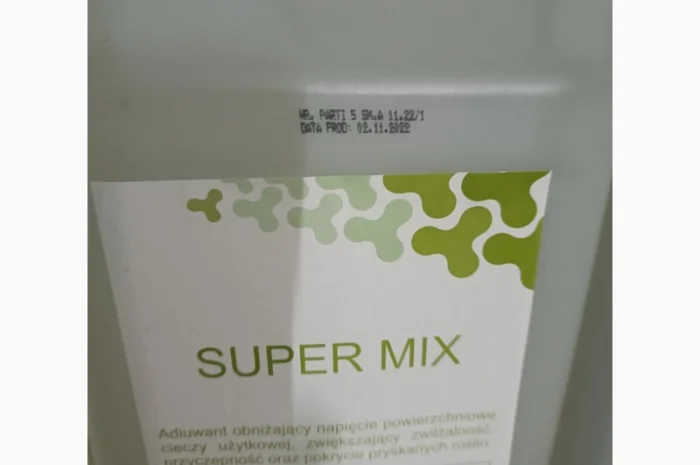 NR. PARTI 5 SM.A 11.22/1
DATA PROD: 02.11.2022
SUPER MIX
Adiuwant obniżający napięcie powierzchniowe
cieczy użytkowej, zwiększający zwilżalność,
przyczepność oraz pokrycie pryskanych roślin.